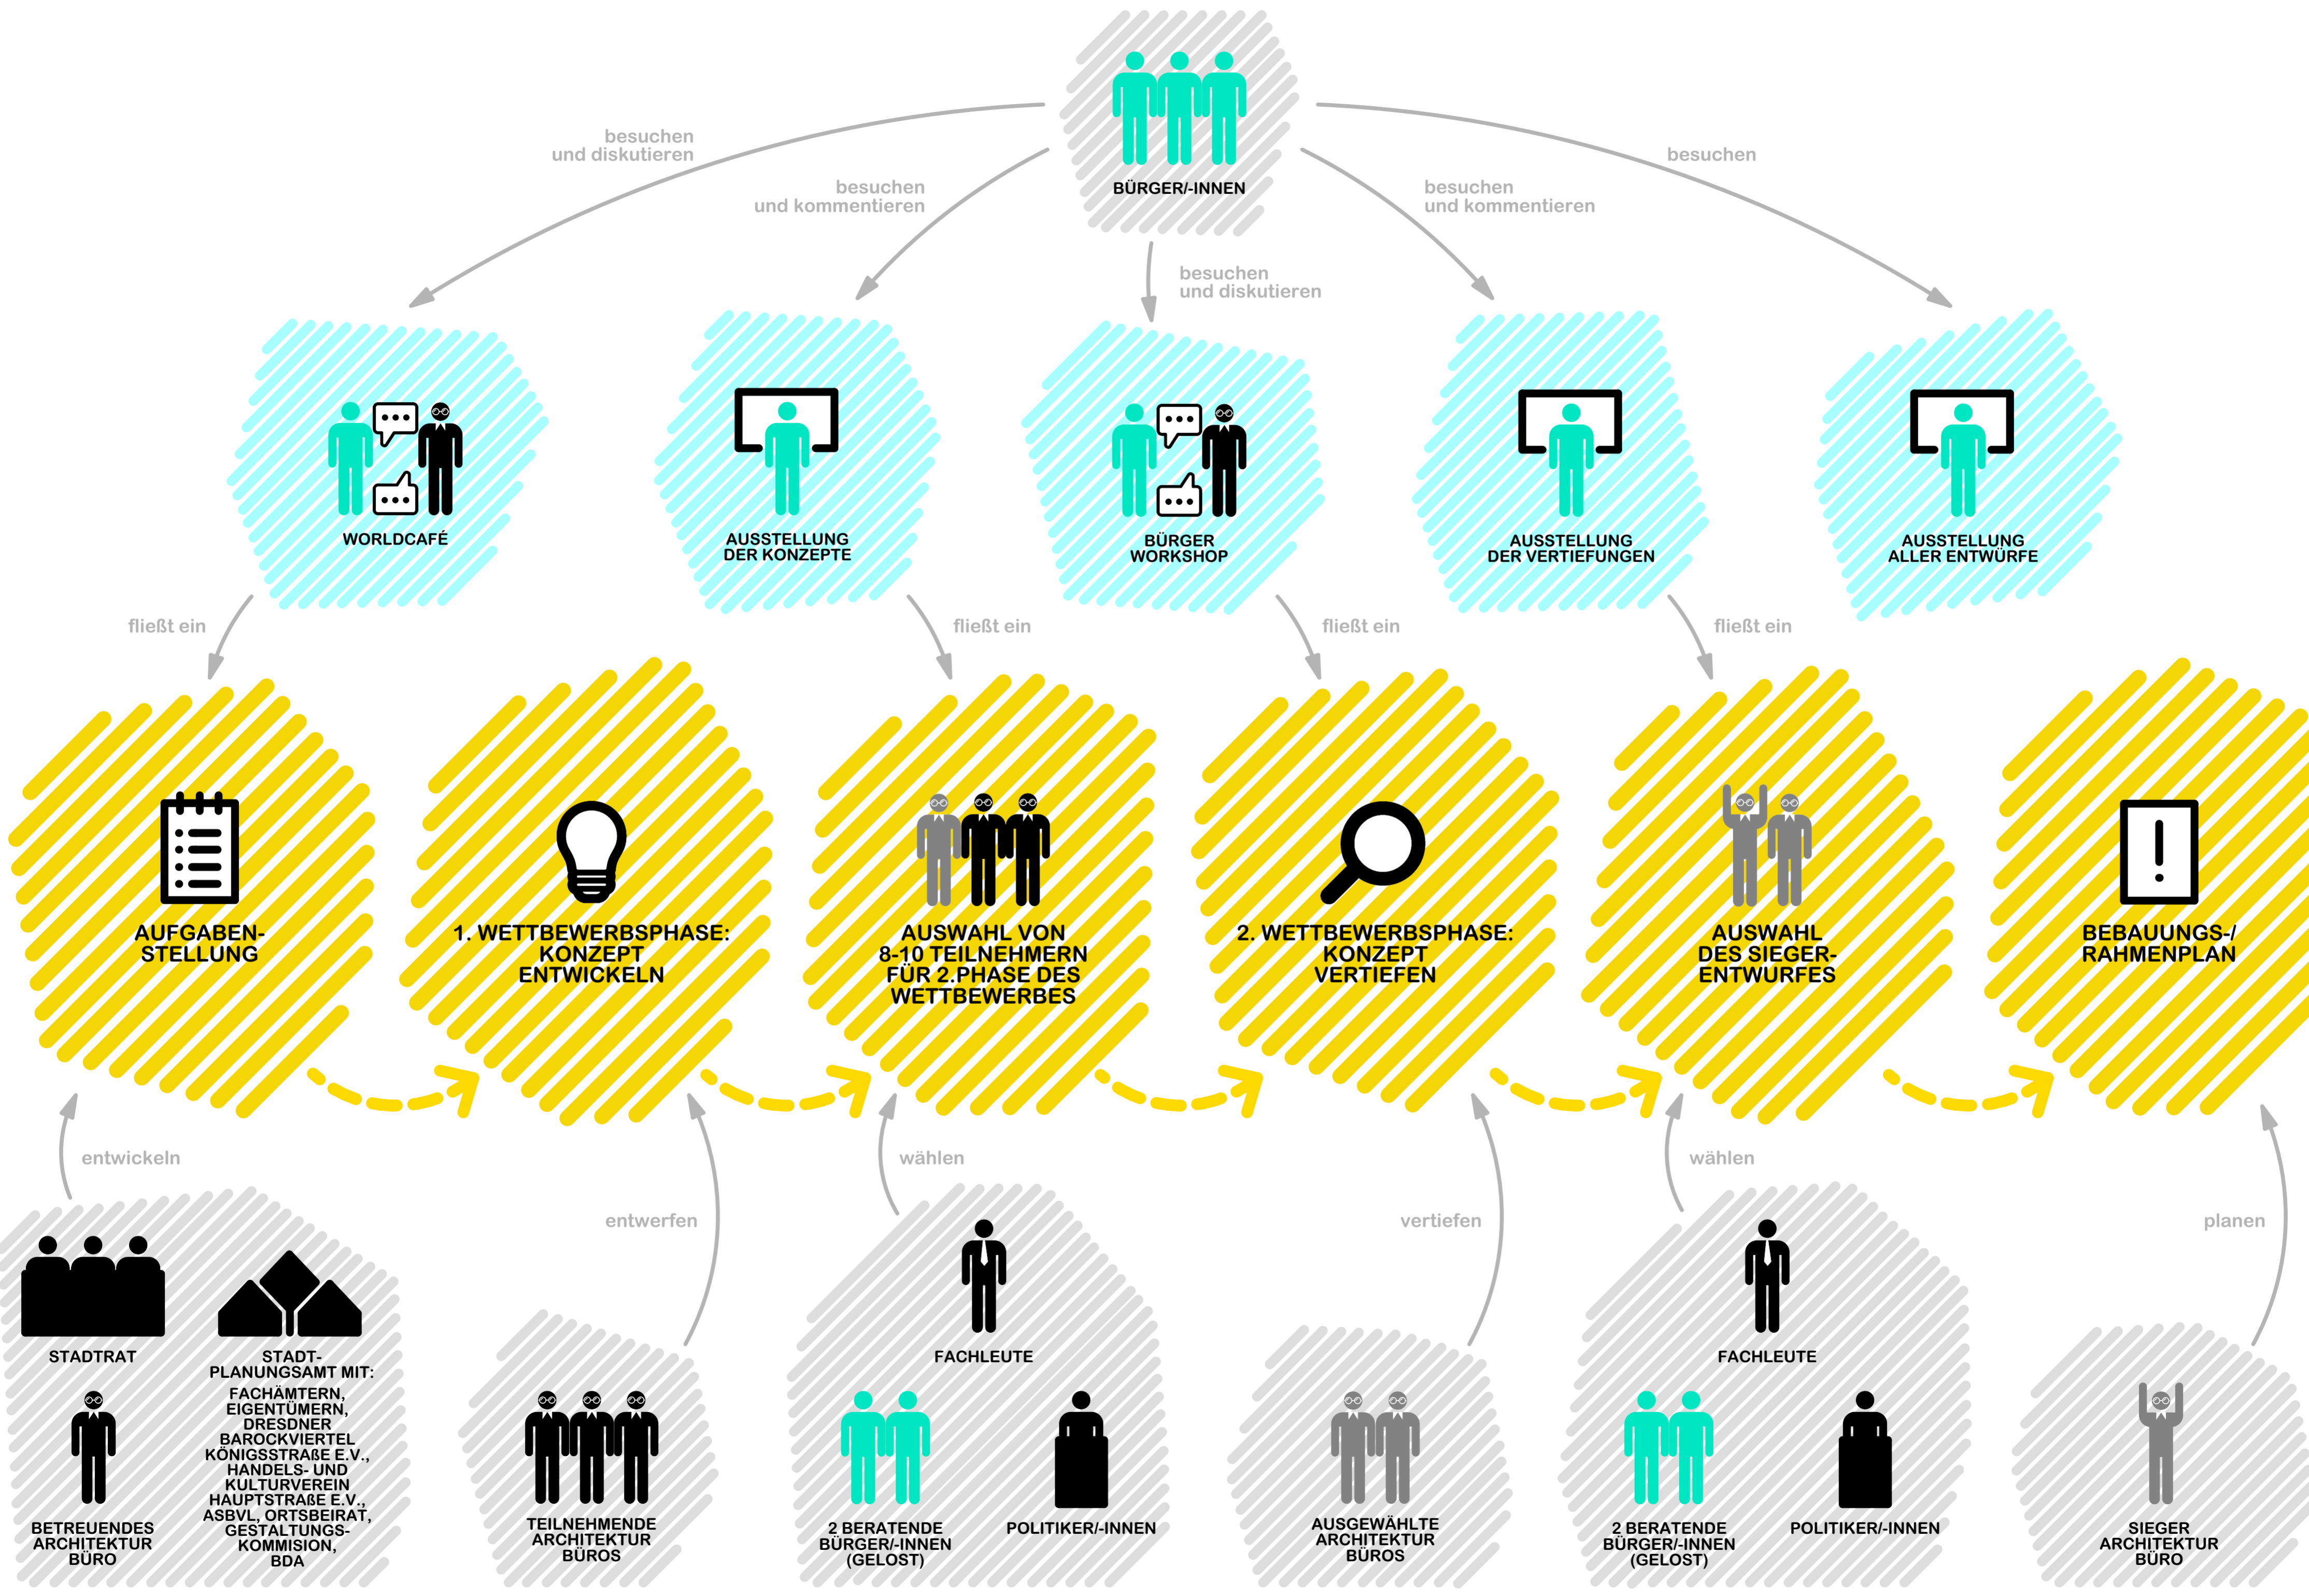 BÜRGER/-INNEN
besuchen
und diskutieren
besuchen
und kommentieren
besuchen
und diskutieren
besuchen
und kommentieren
besuchen
WORLDCAFÉ
AUSSTELLUNG
DER KONZEPTE
BÜRGER
WORKSHOP
AUSSTELLUNG
DER VERTIEFUNGEN
AUSSTELLUNG
ALLER ENTWÜRFE
fließt ein
fließt ein
fließt ein
fließt ein
AUFGABEN-
STELLUNG
1. WETTBEWERBSPHASE:
KONZEPT
ENTWICKELN
AUSWAHL VON
8-10 TEILNEHMERN
FÜR 2.PHASE DES
WETTBEWERBES
2. WETTBEWERBSPHASE:
KONZEPT
VERTIEFEN
AUSWAHL
DES SIEGER-
ENTWURFES
BEBAUUNGS-/
RAHMENPLAN
entwickeln
entwerfen
wählen
vertiefen
wählen
planen
STADTRAT
STADT-
PLANUNGSAMT MIT:
FACHÄMTERN,
EIGENTÜMERN,
DRESDNER
BAROCKVIERTEL
KÖNIGSSTRAßE E.V.,
HANDELS- UND
KULTURVEREIN
HAUPTSTRAßE E.V.,
ASBVL, ORTSBEIRAT,
GESTALTUNGS-
KOMMISION,
BDA
BETREUENDES
ARCHITEKTUR
BÜRO
TEILNEHMENDE
ARCHITEKTUR
BÜROS
FACHLEUTE
2 BERATENDE
BÜRGER/-INNEN
(GELOST)
POLITIKER/-INNEN
AUSGEWÄHLTE
ARCHITEKTUR
BÜROS
FACHLEUTE
2 BERATENDE
BÜRGER/-INNEN
(GELOST)
POLITIKER/-INNEN
SIEGER
ARCHITEKTUR
BÜRO